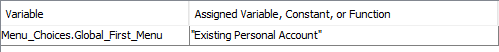 Variable Assigned Variable, Constant, or Function
Menu_Choices.Global_First_Menu "Existing Personal Account"